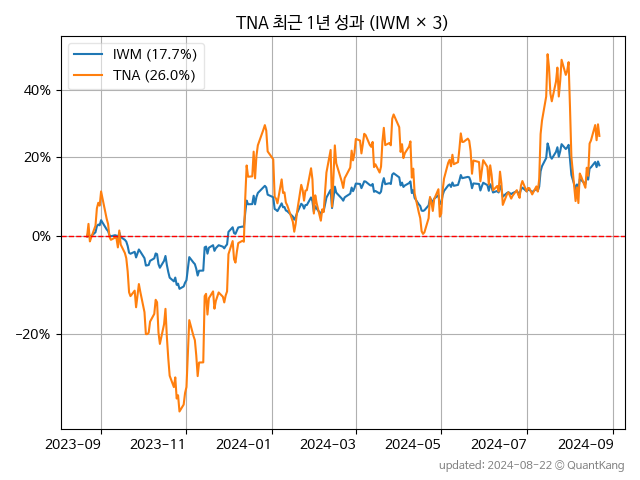 TNA 최근 1년 성과 (IWM × 3)
IWM (17.7%)
TNA (26.0%)
40%
20%
0%
−20%
2023-09 2023-11 2024-01 2024-03 2024-05 2024-07 2024-09
updated: 2024-08-22 © QuantKang